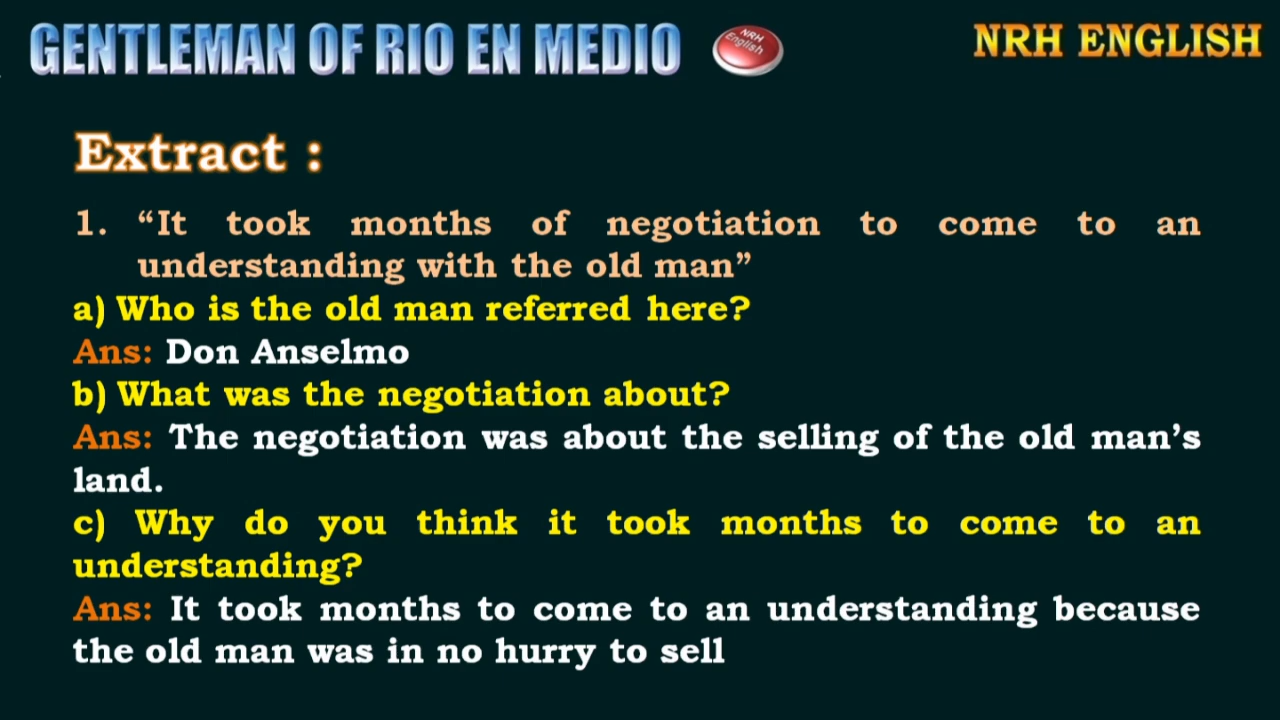 GENTLEMAN OF RIO EN MEDIO
NRH English
NRH ENGLISH
Extract :
1. “It took months of negotiation to come to an
understanding with the old man”
a) Who is the old man referred here?
Ans: Don Anselmo
b) What was the negotiation about?
Ans: The negotiation was about the selling of the old man’s
land.
c) Why do you think it took months to come to an
understanding?
Ans: It took months to come to an understanding because
the old man was in no hurry to sell